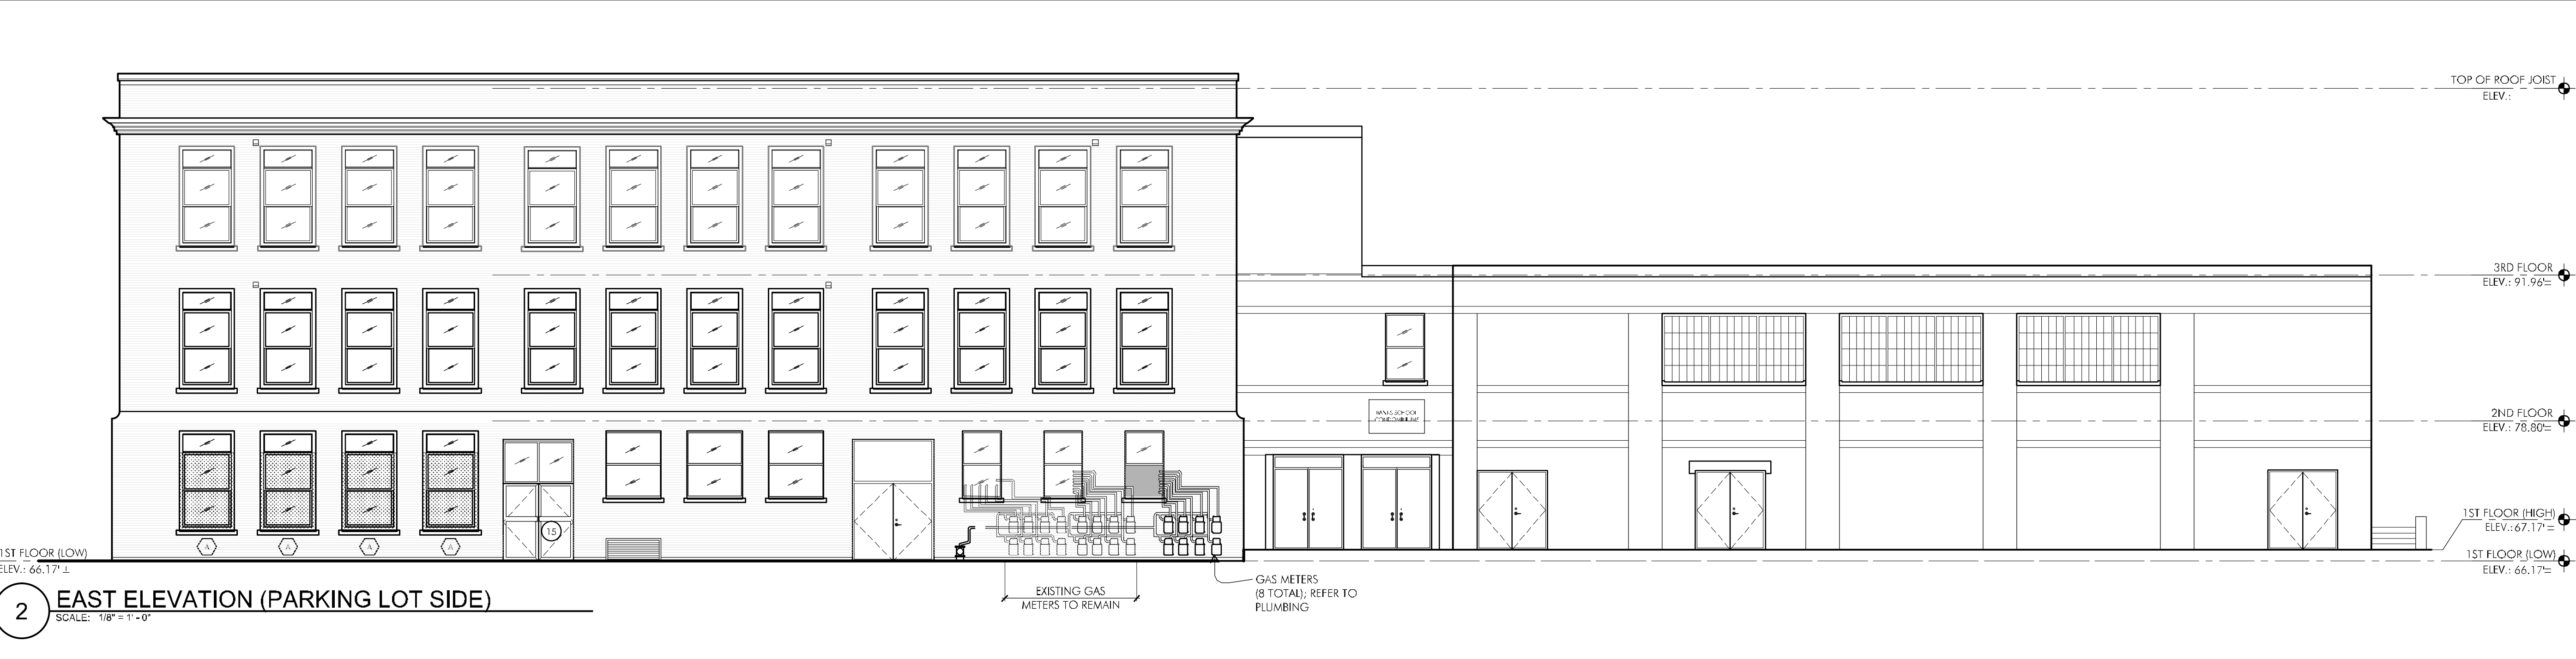 TOP OF ROOF JOIST
ELEV.:
3RD FLOOR
ELEV.: 91.96'±
SCHOOL
CONDOMINIUMS
2ND FLOOR
ELEV.: 78.80'±
15
A
A
A
A
1ST FLOOR (HIGH)
ELEV.: 67.17'±
1ST FLOOR (LOW)
ELEV.: 66.17'±
1ST FLOOR (LOW)
ELEV.: 66.17'±
EXISTING GAS
METERS TO REMAIN
GAS METERS
(8 TOTAL); REFER TO
PLUMBING
2
EAST ELEVATION (PARKING LOT SIDE)
SCALE: 1/8" = 1' - 0"